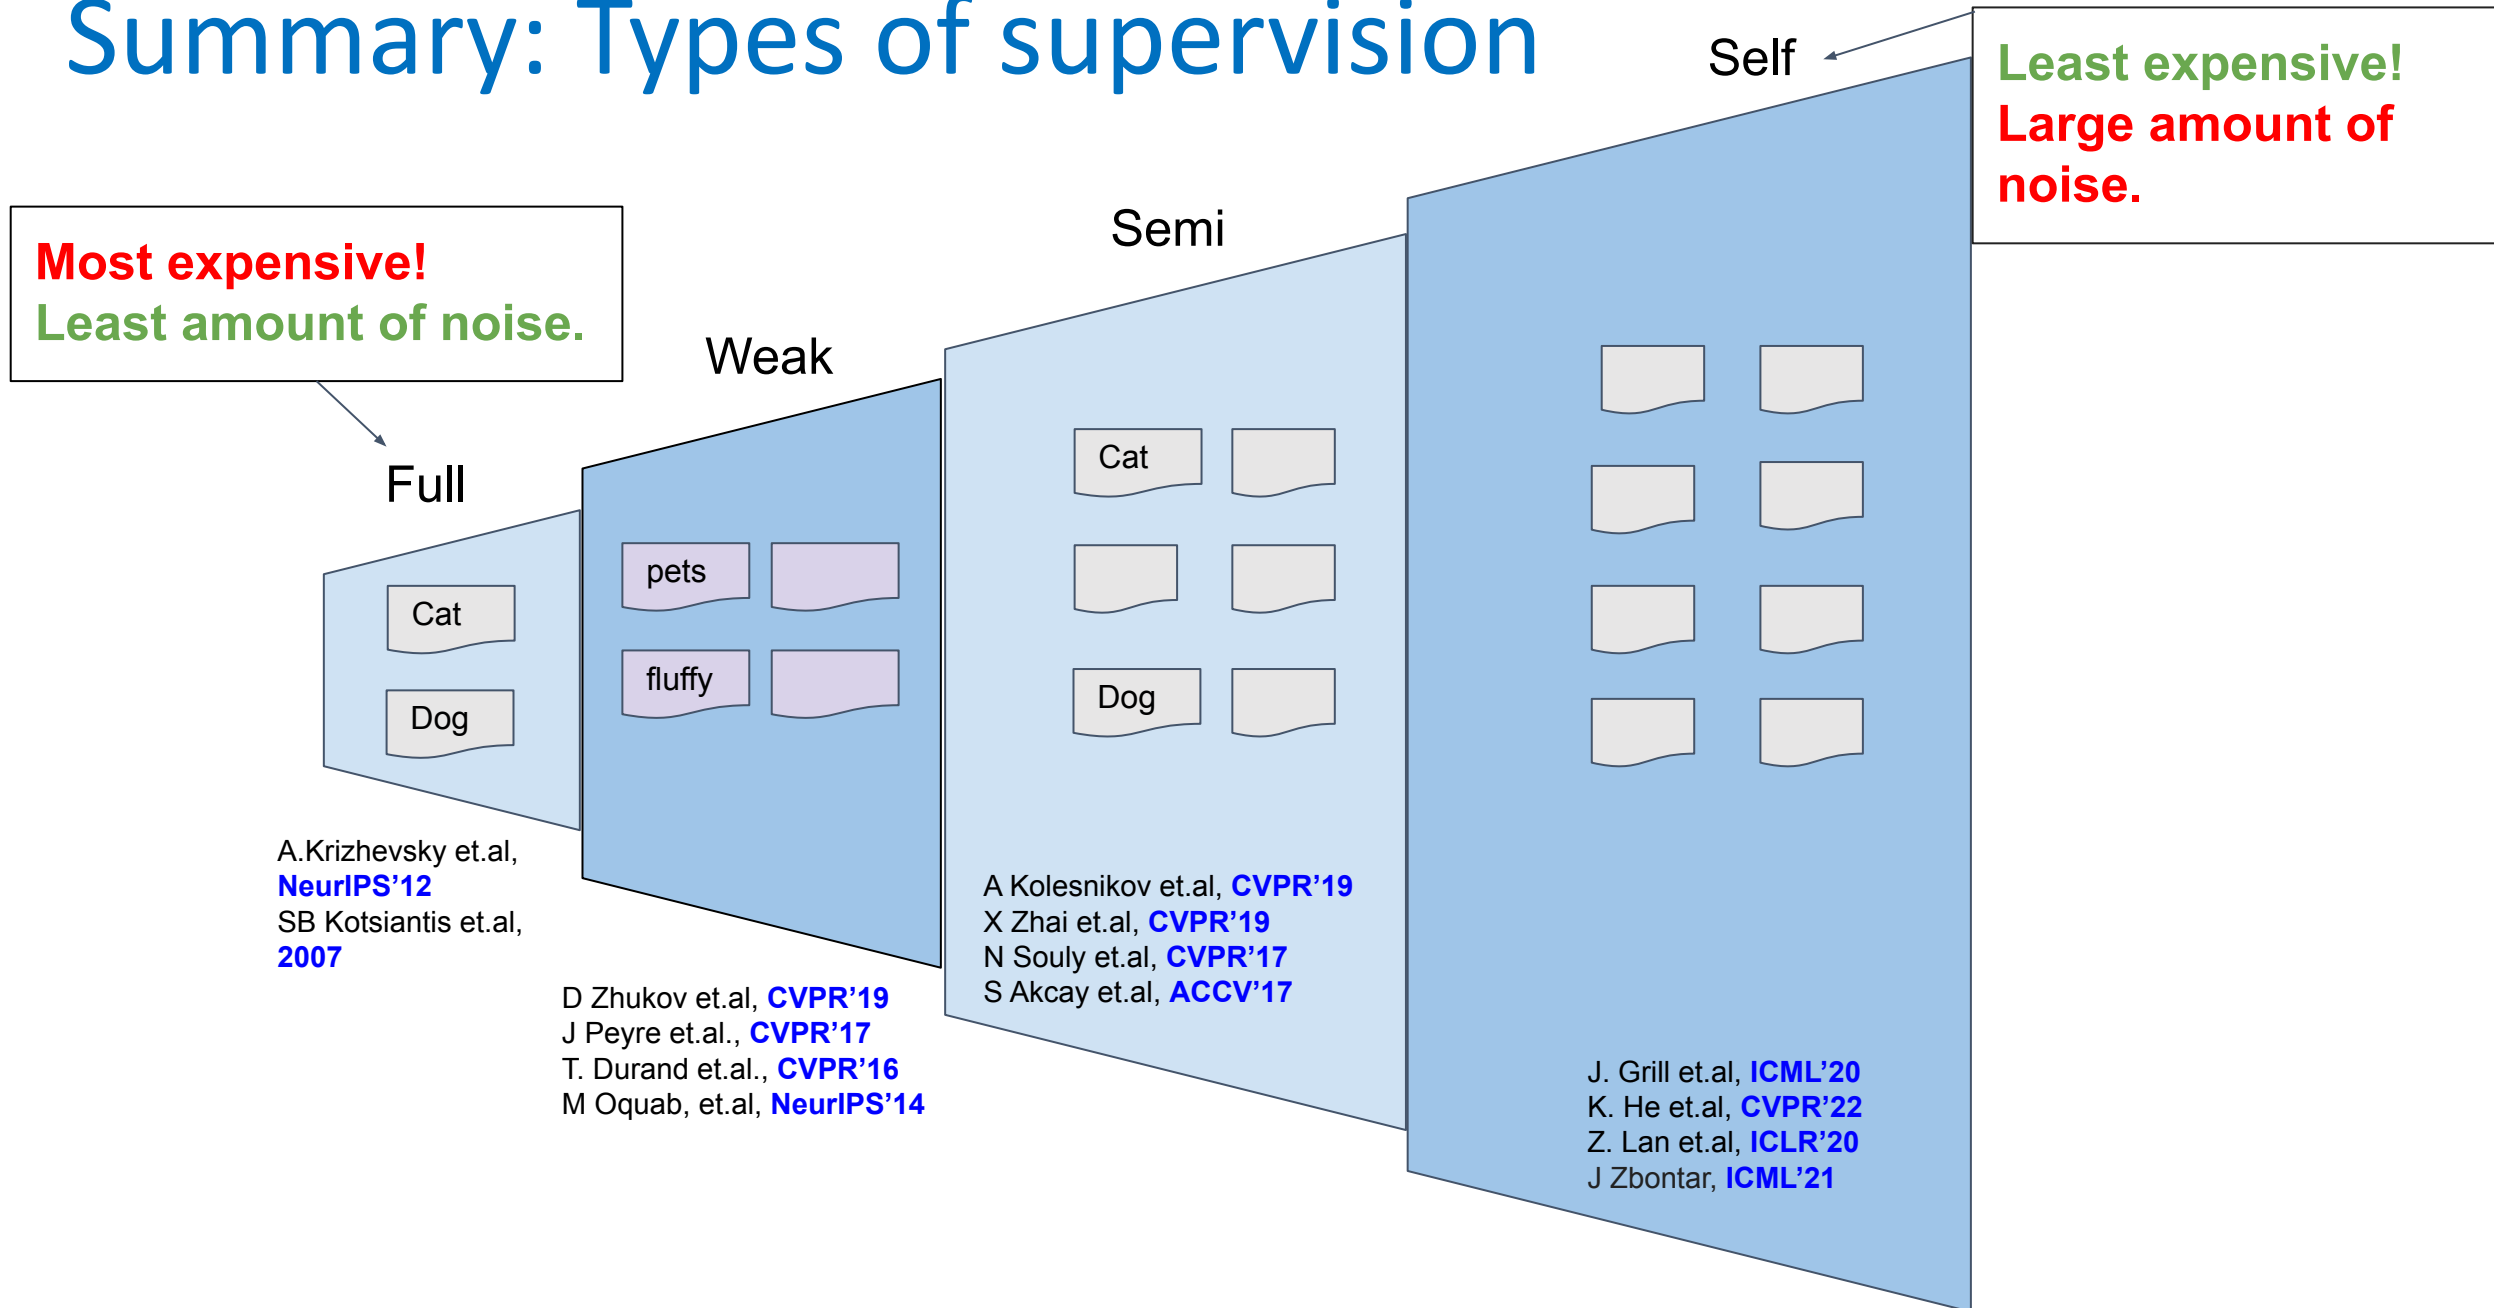 Summary: Types of supervision
Self
Least expensive!
Large amount of
noise.
Most expensive!
Least amount of noise.
Semi
Weak
Full
Cat
Dog
pets
fluffy
Cat
Dog
A.Krizhevsky et.al,
NeurIPS’12
SB Kotsiantis et.al,
2007
D Zhukov et.al, CVPR’19
J Peyre et.al., CVPR’17
T. Durand et.al., CVPR’16
M Oquab, et.al, NeurIPS’14
A Kolesnikov et.al, CVPR’19
X Zhai et.al, CVPR’19
N Souly et.al, CVPR’17
S Akcay et.al, ACCV’17
J. Grill et.al, ICML’20
K. He et.al, CVPR’22
Z. Lan et.al, ICLR’20
J Zbontar, ICML’21